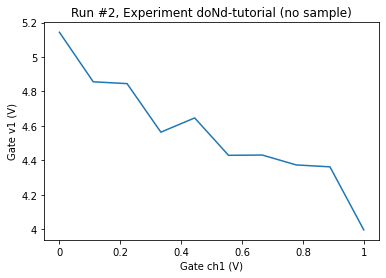 Run #2, Experiment doNd-tutorial (no sample)
5.2
5
4.8
4.6
4.4
4.2
4
Gate v1 (V)
0 0.2 0.4 0.6 0.8 1
Gate ch1 (V)